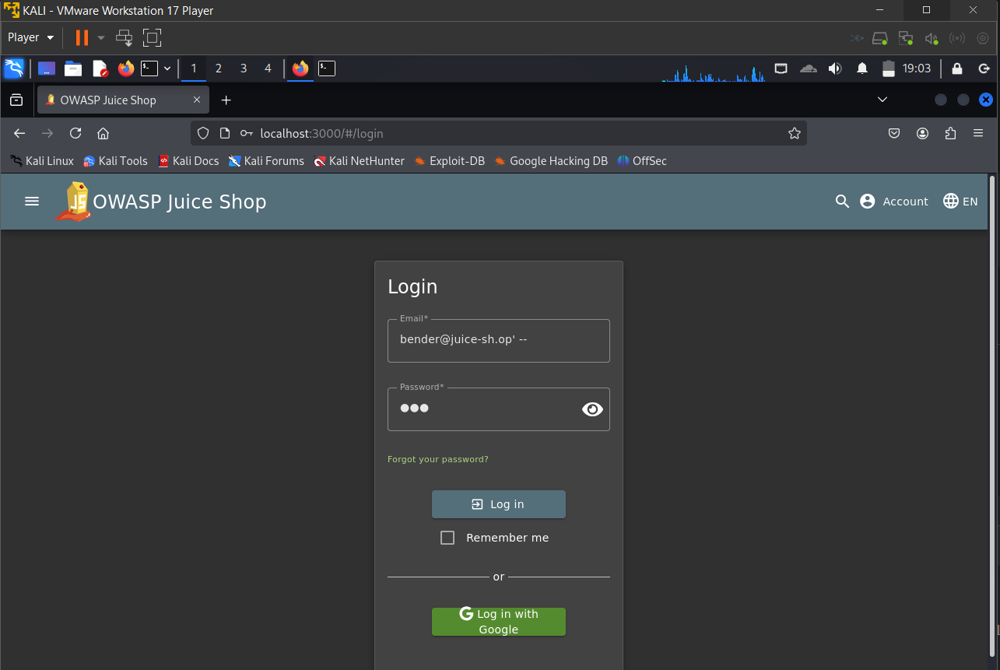 KALI - VMware Workstation 17 Player
Player
1 2 3 4 19:03
OWASP Juice Shop
localhost:3000/#/login
Kali Linux Kali Tools Kali Docs Kali Forums Kali NetHunter Exploit-DB Google Hacking DB OffSec
OWASP Juice Shop Account EN
Login
Email*
bender@juice-sh.op' --
Password*
Forgot your password?
Log in
Remember me
or
Log in with
Google